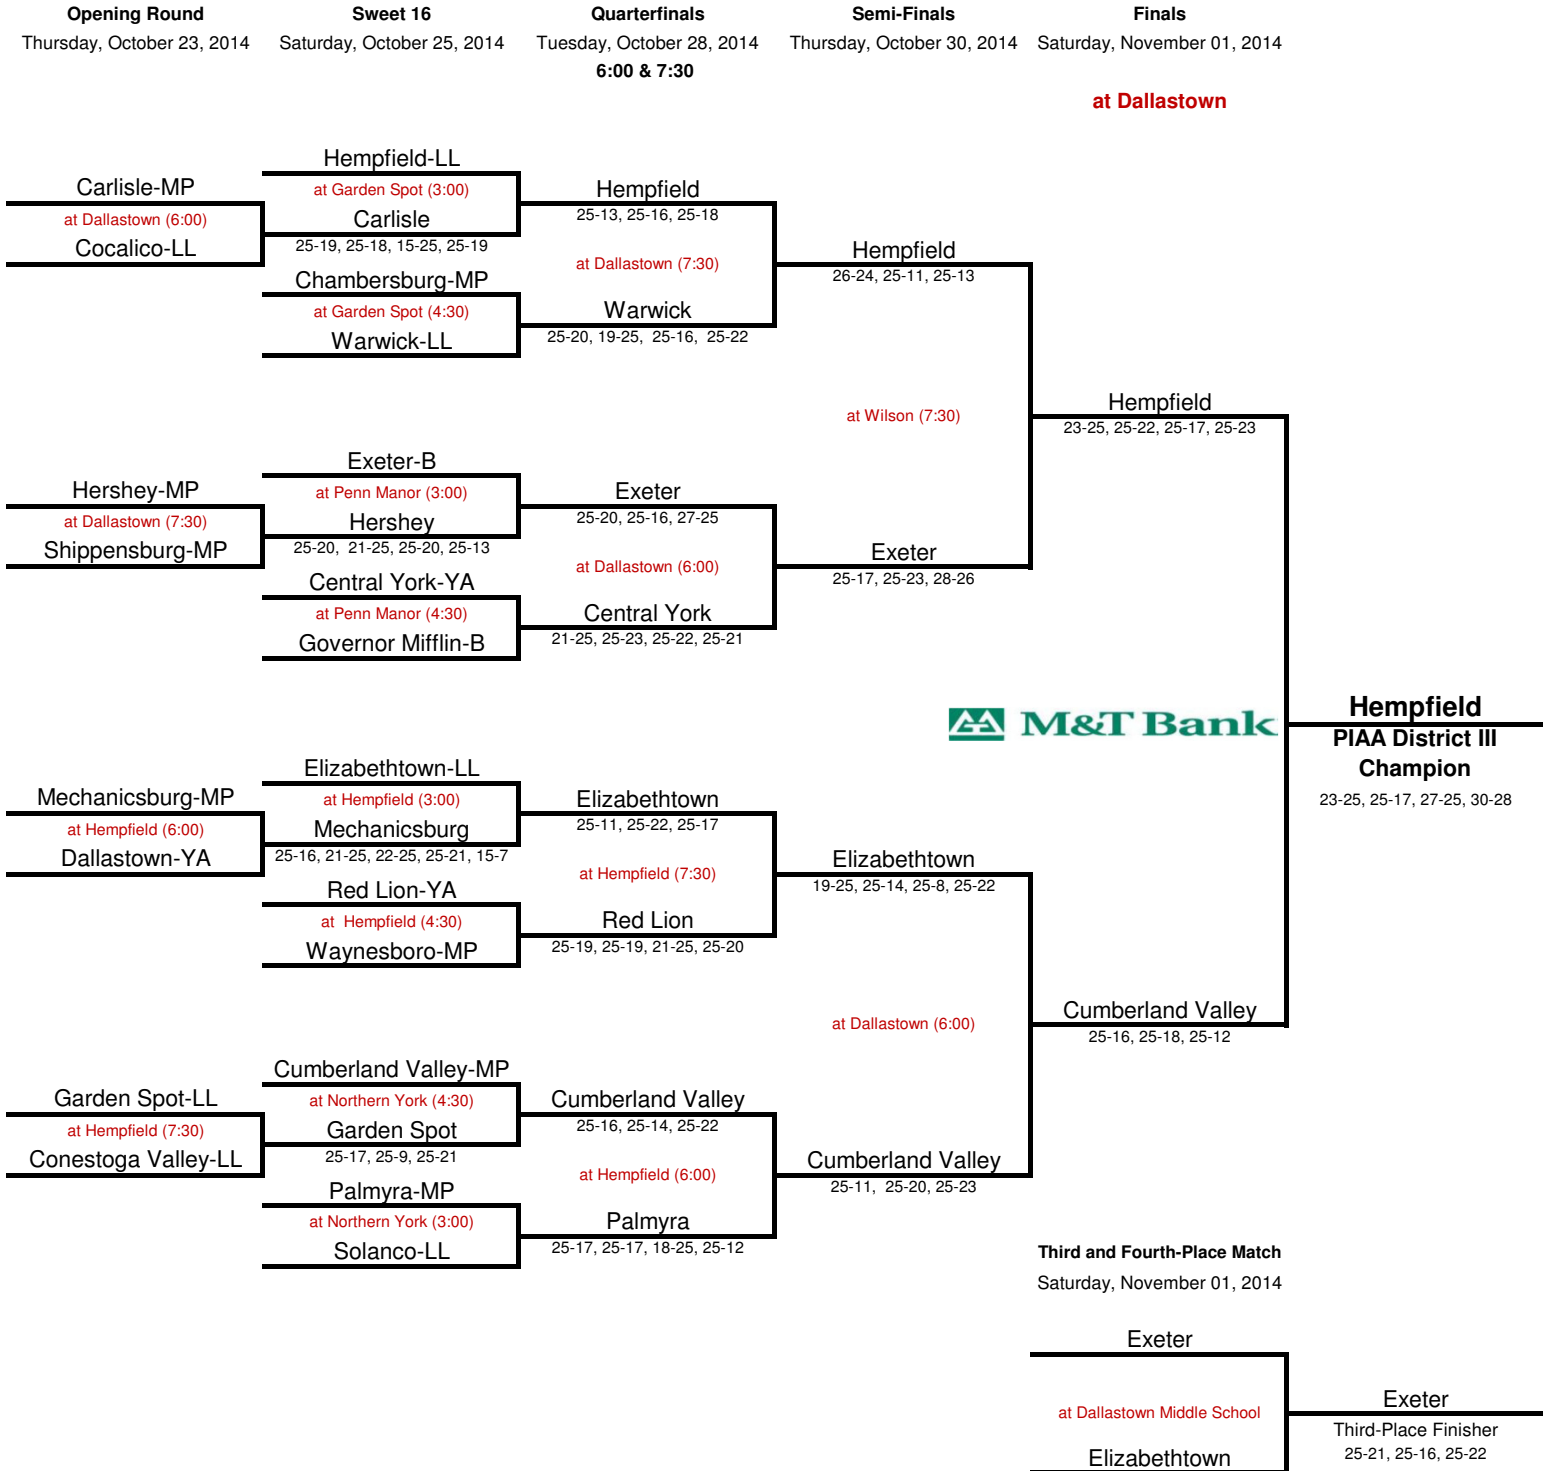 Opening Round
Thursday, October 23, 2014
Sweet 16
Saturday, October 25, 2014
Quarterfinals
Tuesday, October 28, 2014
6:00 & 7:30
Semi-Finals
Thursday, October 30, 2014
Finals
Saturday, November 01, 2014
at Dallastown
Carlisle-MP
at Dallastown (6:00)
Cocalico-LL
Hershey-MP
at Dallastown (7:30)
Shippensburg-MP
Mechanicsburg-MP
at Hempfield (6:00)
Dallastown-YA
Garden Spot-LL
at Hempfield (7:30)
Conestoga Valley-LL
Hempfield-LL
at Garden Spot (3:00)
Carlisle
25-19, 25-18, 15-25, 25-19
Chambersburg-MP
at Garden Spot (4:30)
Warwick-LL
Exeter-B
at Penn Manor (3:00)
Hershey
25-20, 21-25, 25-20, 25-13
Central York-YA
at Penn Manor (4:30)
Governor Mifflin-B
Elizabethtown-LL
at Hempfield (3:00)
Mechanicsburg
25-16, 21-25, 22-25, 25-21, 15-7
Red Lion-YA
at Hempfield (4:30)
Waynesboro-MP
Cumberland Valley-MP
at Northern York (4:30)
Garden Spot
25-17, 25-9, 25-21
Palmyra-MP
at Northern York (3:00)
Solanco-LL
Hempfield
25-13, 25-16, 25-18
at Dallastown (7:30)
Warwick
25-20, 19-25, 25-16, 25-22
Exeter
25-20, 25-16, 27-25
at Dallastown (6:00)
Central York
21-25, 25-23, 25-22, 25-21
Elizabethtown
25-11, 25-22, 25-17
at Hempfield (7:30)
Red Lion
25-19, 25-19, 21-25, 25-20
Cumberland Valley
25-16, 25-14, 25-22
at Hempfield (6:00)
Palmyra
25-17, 25-17, 18-25, 25-12
Hempfield
26-24, 25-11, 25-13
at Wilson (7:30)
Exeter
25-17, 25-23, 28-26
Elizabethtown
19-25, 25-14, 25-8, 25-22
at Dallastown (6:00)
Cumberland Valley
25-11, 25-20, 25-23
Hempfield
23-25, 25-22, 25-17, 25-23
M&T Bank
Cumberland Valley
25-16, 25-18, 25-12
Hempfield
PIAA District III
Champion
23-25, 25-17, 27-25, 30-28
Third and Fourth-Place Match
Saturday, November 01, 2014
Exeter
at Dallastown Middle School
Elizabethtown
Exeter
Third-Place Finisher
25-21, 25-16, 25-22